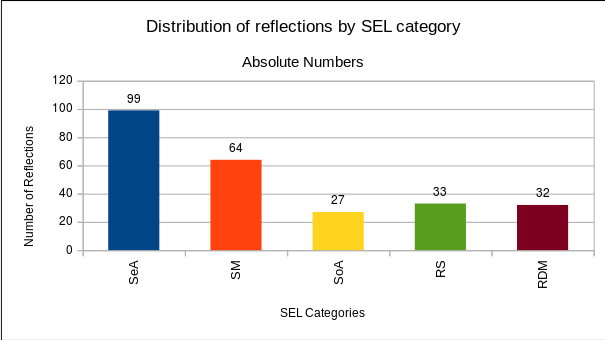 Distribution of reflections by SEL category
Absolute Numbers
Number of Reflections
120
100
80
60
40
20
0
99
64
27
33
32
SeA
SM
SoA
RS
RDM
SEL Categories